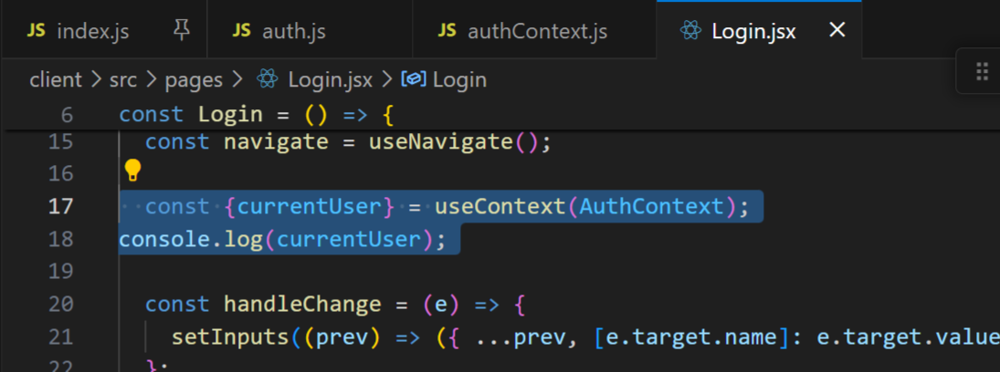 JS index.js JS auth.js JS authContext.js Login.jsx ×
client > src > pages > Login.jsx > Login
6 const Login = () => {
15 const navigate = useNavigate();
16
17 const {currentUser} = useContext(AuthContext);
18 console.log(currentUser);
19
20 const handleChange = (e) => {
21 setInputs((prev) => ({ ...prev, [e.target.name]: e.target.value
22 };